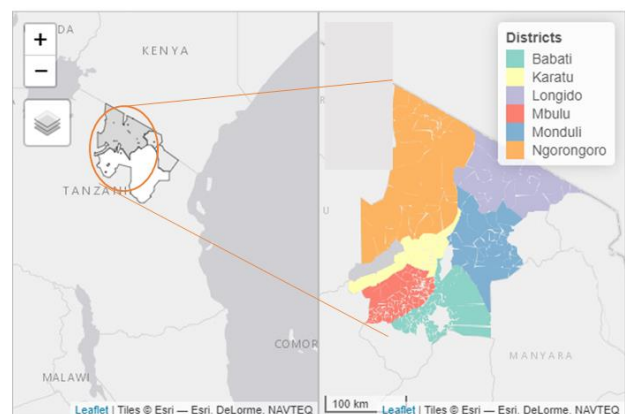 DA
KENYA
+
−
TANZANI
MALAWI
COMOR
Leaflet | Tiles © Esri — Esri, DeLorme, NAVTEQ
Districts
Babati
Karatu
Longido
Mbulu
Monduli
Ngorongoro
U
MANYARA
100 km
Leaflet | Tiles © Esri — Esri, DeLorme, NAVTEQ